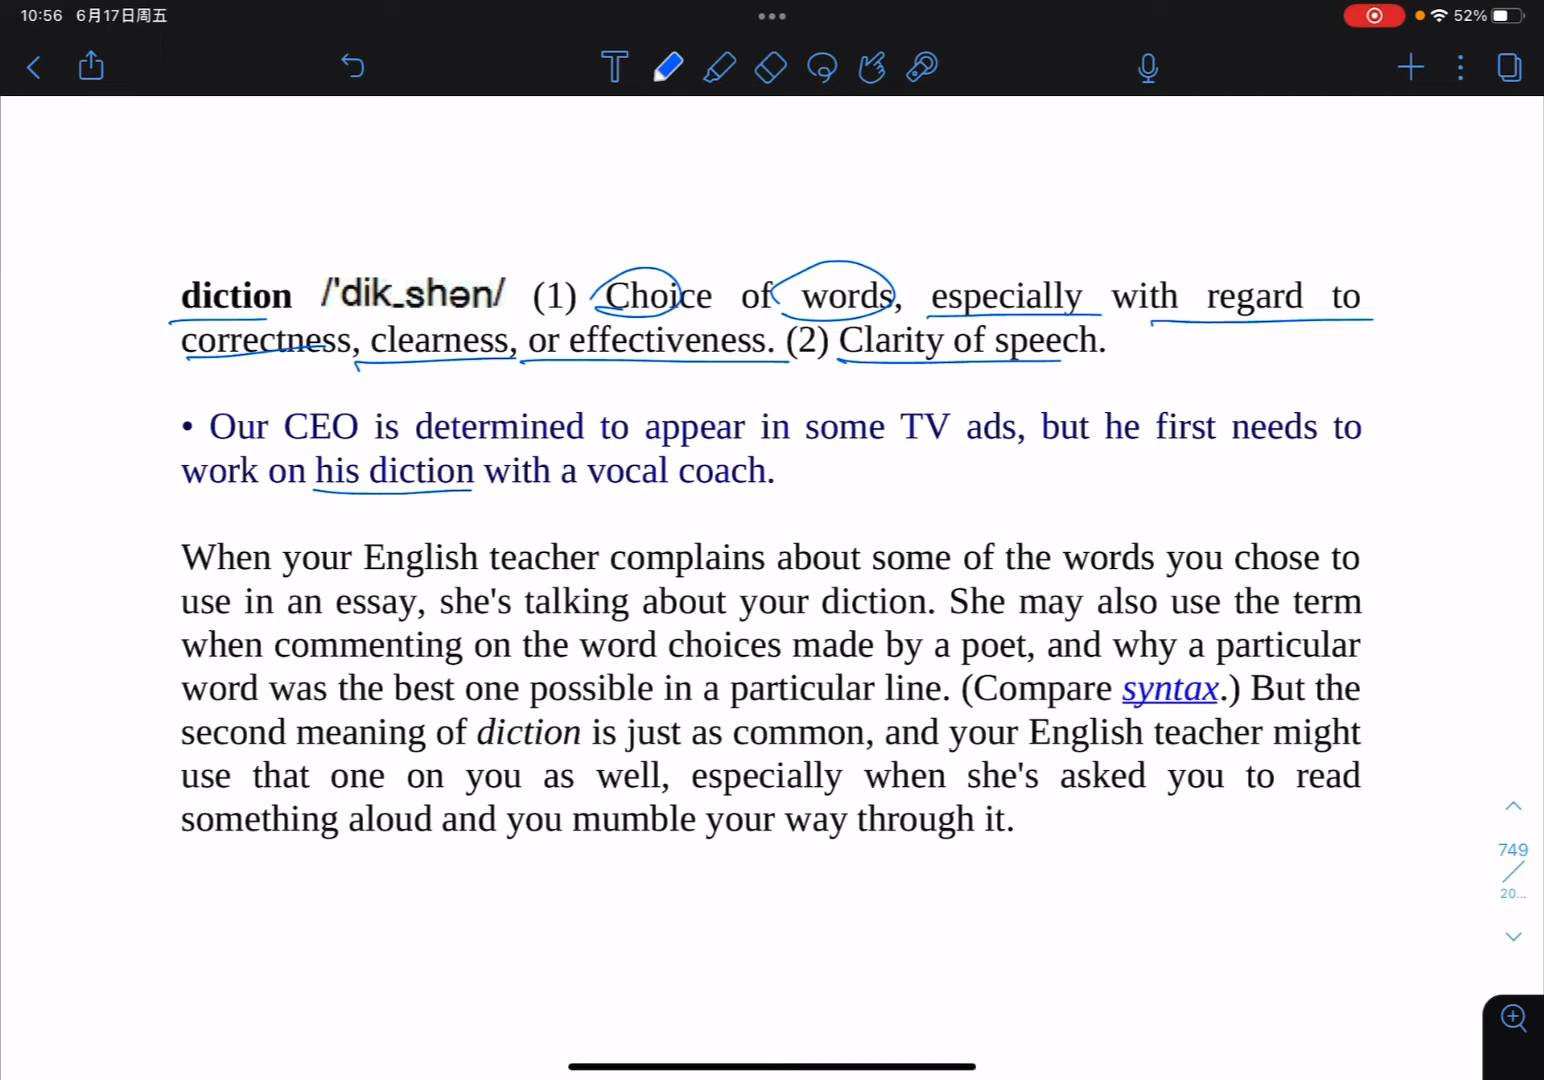 10:56 6月17日周五
52%
diction /'dik_shən/ (1) Choice of words, especially with regard to
correctness, clearness, or effectiveness. (2) Clarity of speech.
• Our CEO is determined to appear in some TV ads, but he first needs to
work on his diction with a vocal coach.
When your English teacher complains about some of the words you chose to
use in an essay, she's talking about your diction. She may also use the term
when commenting on the word choices made by a poet, and why a particular
word was the best one possible in a particular line. (Compare syntax.) But the
second meaning of diction is just as common, and your English teacher might
use that one on you as well, especially when she's asked you to read
something aloud and you mumble your way through it.
749
20...